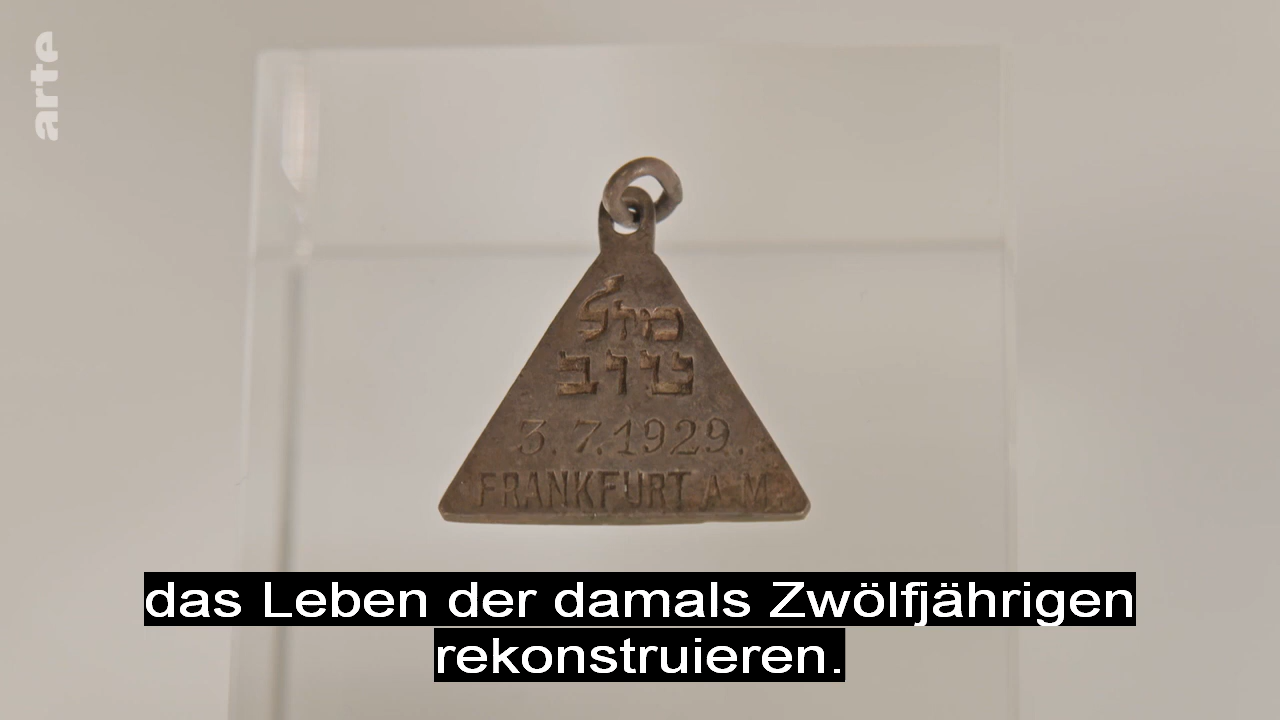 arte
מזל
טוב
3.7.1929.
FRANKFURT A.M.
das Leben der damals Zwölfjährigen
rekonstruieren.